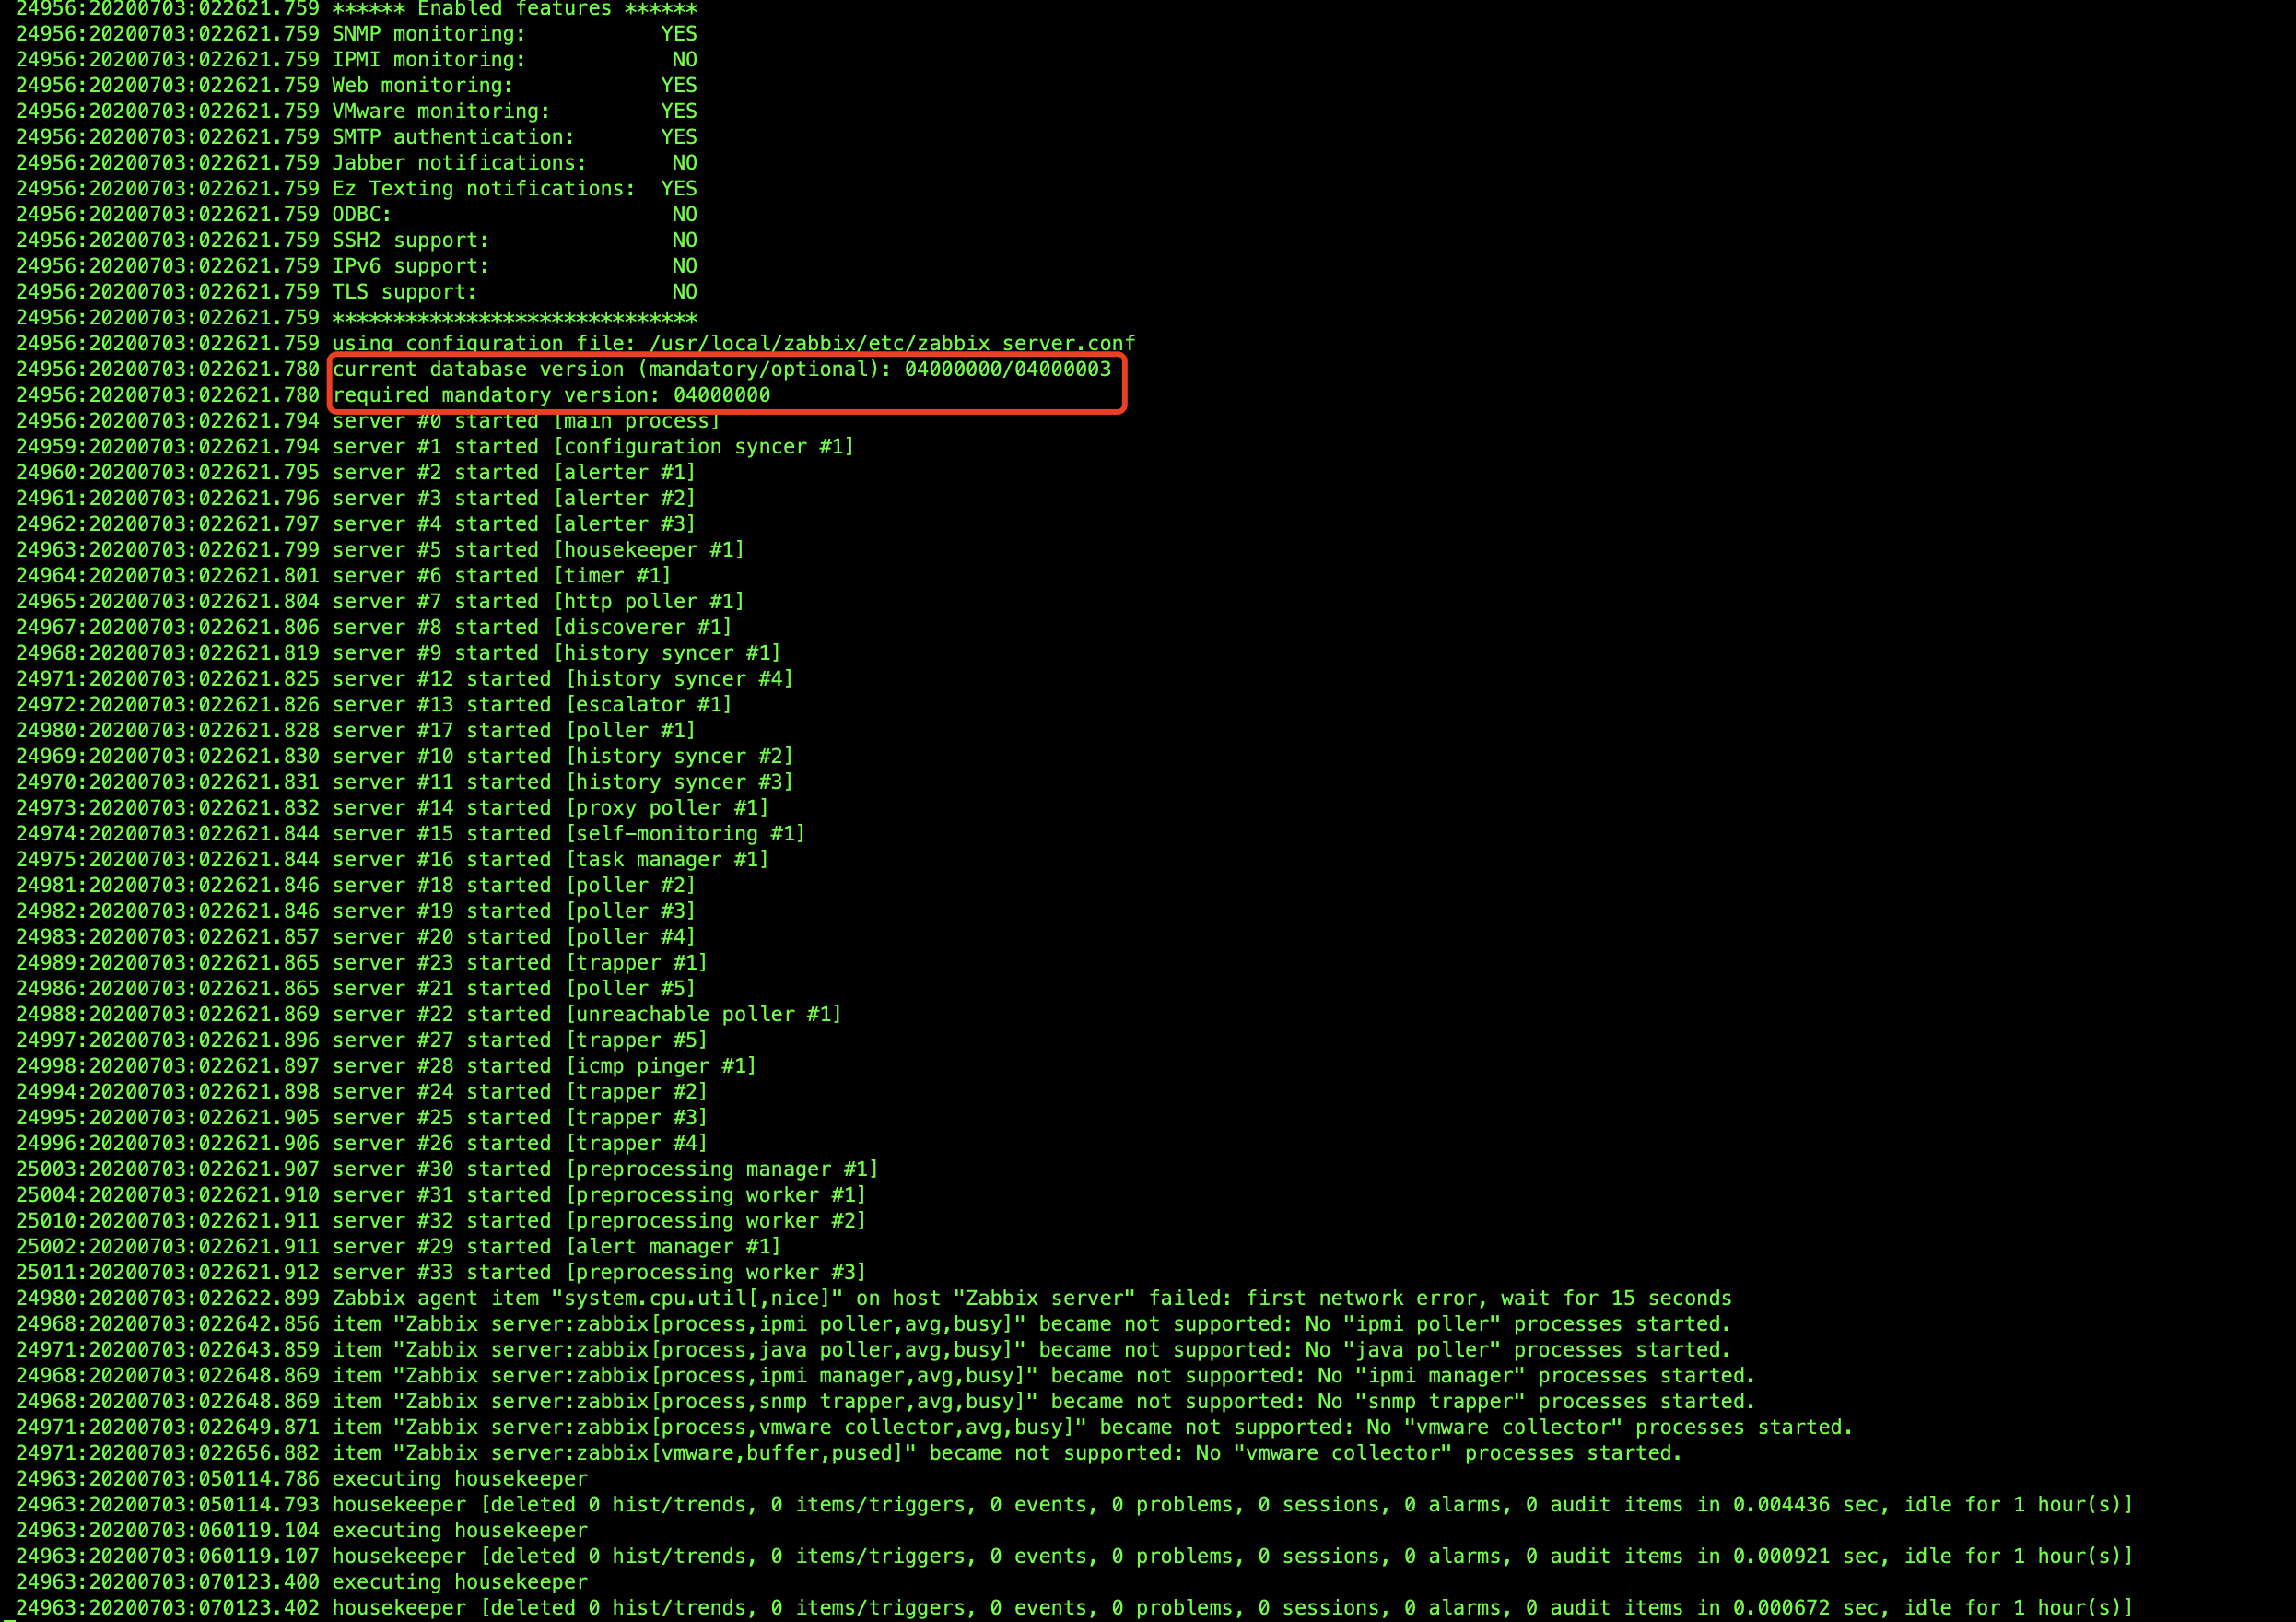 24956:20200703:022621.759 ****** Enabled features ******
24956:20200703:022621.759 SNMP monitoring:           YES
24956:20200703:022621.759 IPMI monitoring:            NO
24956:20200703:022621.759 Web monitoring:            YES
24956:20200703:022621.759 VMware monitoring:         YES
24956:20200703:022621.759 SMTP authentication:       YES
24956:20200703:022621.759 Jabber notifications:       NO
24956:20200703:022621.759 Ez Texting notifications:  YES
24956:20200703:022621.759 ODBC:                       NO
24956:20200703:022621.759 SSH2 support:               NO
24956:20200703:022621.759 IPv6 support:               NO
24956:20200703:022621.759 TLS support:                NO
24956:20200703:022621.759 ******************************
24956:20200703:022621.759 using configuration file: /usr/local/zabbix/etc/zabbix_server.conf
24956:20200703:022621.780 current database version (mandatory/optional): 04000000/04000003
24956:20200703:022621.780 required mandatory version: 04000000
24956:20200703:022621.794 server #0 started [main process]
24959:20200703:022621.794 server #1 started [configuration syncer #1]
24960:20200703:022621.795 server #2 started [alerter #1]
24961:20200703:022621.796 server #3 started [alerter #2]
24962:20200703:022621.797 server #4 started [alerter #3]
24963:20200703:022621.799 server #5 started [housekeeper #1]
24964:20200703:022621.801 server #6 started [timer #1]
24965:20200703:022621.804 server #7 started [http poller #1]
24967:20200703:022621.806 server #8 started [discoverer #1]
24968:20200703:022621.819 server #9 started [history syncer #1]
24971:20200703:022621.825 server #12 started [history syncer #4]
24972:20200703:022621.826 server #13 started [escalator #1]
24980:20200703:022621.828 server #17 started [poller #1]
24969:20200703:022621.830 server #10 started [history syncer #2]
24970:20200703:022621.831 server #11 started [history syncer #3]
24973:20200703:022621.832 server #14 started [proxy poller #1]
24974:20200703:022621.844 server #15 started [self-monitoring #1]
24975:20200703:022621.844 server #16 started [task manager #1]
24981:20200703:022621.846 server #18 started [poller #2]
24982:20200703:022621.846 server #19 started [poller #3]
24983:20200703:022621.857 server #20 started [poller #4]
24989:20200703:022621.865 server #23 started [trapper #1]
24986:20200703:022621.865 server #21 started [poller #5]
24988:20200703:022621.869 server #22 started [unreachable poller #1]
24997:20200703:022621.896 server #27 started [trapper #5]
24998:20200703:022621.897 server #28 started [icmp pinger #1]
24994:20200703:022621.898 server #24 started [trapper #2]
24995:20200703:022621.905 server #25 started [trapper #3]
24996:20200703:022621.906 server #26 started [trapper #4]
25003:20200703:022621.907 server #30 started [preprocessing manager #1]
25004:20200703:022621.910 server #31 started [preprocessing worker #1]
25010:20200703:022621.911 server #32 started [preprocessing worker #2]
25002:20200703:022621.911 server #29 started [alert manager #1]
25011:20200703:022621.912 server #33 started [preprocessing worker #3]
24980:20200703:022622.899 Zabbix agent item "system.cpu.util[,nice]" on host "Zabbix server" failed: first network error, wait for 15 seconds
24968:20200703:022642.856 item "Zabbix server:zabbix[process,ipmi poller,avg,busy]" became not supported: No "ipmi poller" processes started.
24971:20200703:022643.859 item "Zabbix server:zabbix[process,java poller,avg,busy]" became not supported: No "java poller" processes started.
24968:20200703:022648.869 item "Zabbix server:zabbix[process,ipmi manager,avg,busy]" became not supported: No "ipmi manager" processes started.
24968:20200703:022648.869 item "Zabbix server:zabbix[process,snmp trapper,avg,busy]" became not supported: No "snmp trapper" processes started.
24971:20200703:022649.871 item "Zabbix server:zabbix[process,vmware collector,avg,busy]" became not supported: No "vmware collector" processes started.
24971:20200703:022656.882 item "Zabbix server:zabbix[vmware,buffer,pused]" became not supported: No "vmware collector" processes started.
24963:20200703:050114.786 executing housekeeper
24963:20200703:050114.793 housekeeper [deleted 0 hist/trends, 0 items/triggers, 0 events, 0 problems, 0 sessions, 0 alarms, 0 audit items in 0.004436 sec, idle for 1 hour(s)]
24963:20200703:060119.104 executing housekeeper
24963:20200703:060119.107 housekeeper [deleted 0 hist/trends, 0 items/triggers, 0 events, 0 problems, 0 sessions, 0 alarms, 0 audit items in 0.000921 sec, idle for 1 hour(s)]
24963:20200703:070123.400 executing housekeeper
24963:20200703:070123.402 housekeeper [deleted 0 hist/trends, 0 items/triggers, 0 events, 0 problems, 0 sessions, 0 alarms, 0 audit items in 0.000672 sec, idle for 1 hour(s)]